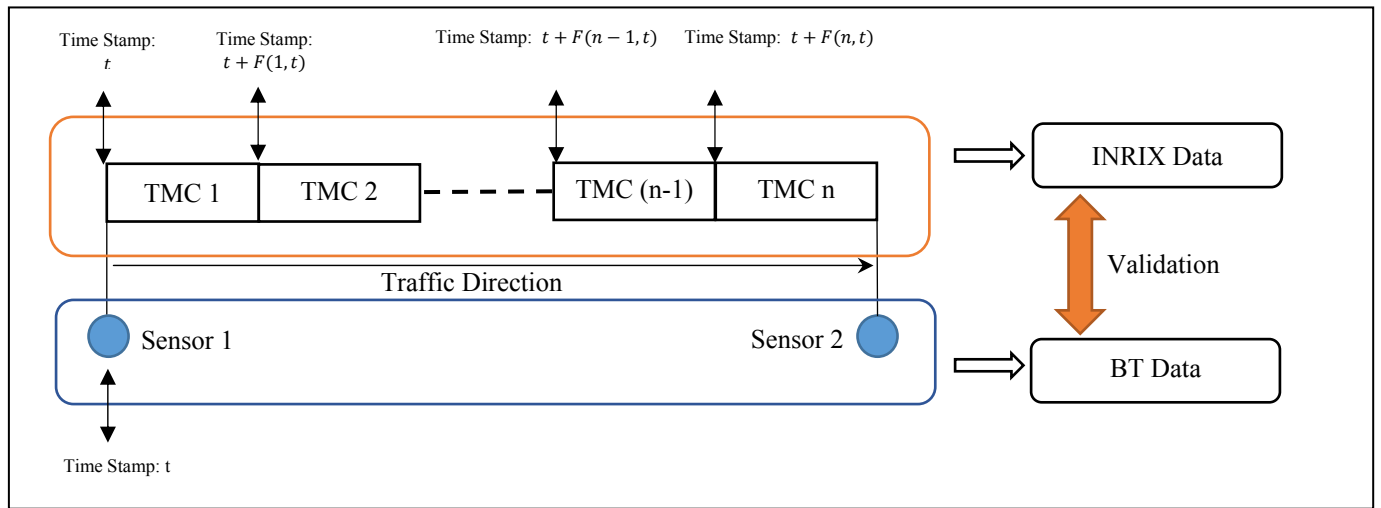 Time Stamp:
t.
Time Stamp:
t + F(1, t)
Time Stamp: t + F(n − 1, t)
Time Stamp: t + F(n, t)
TMC 1
TMC 2
TMC (n-1)
TMC n
INRIX Data
Traffic Direction
Validation
Sensor 1
Sensor 2
BT Data
Time Stamp: t